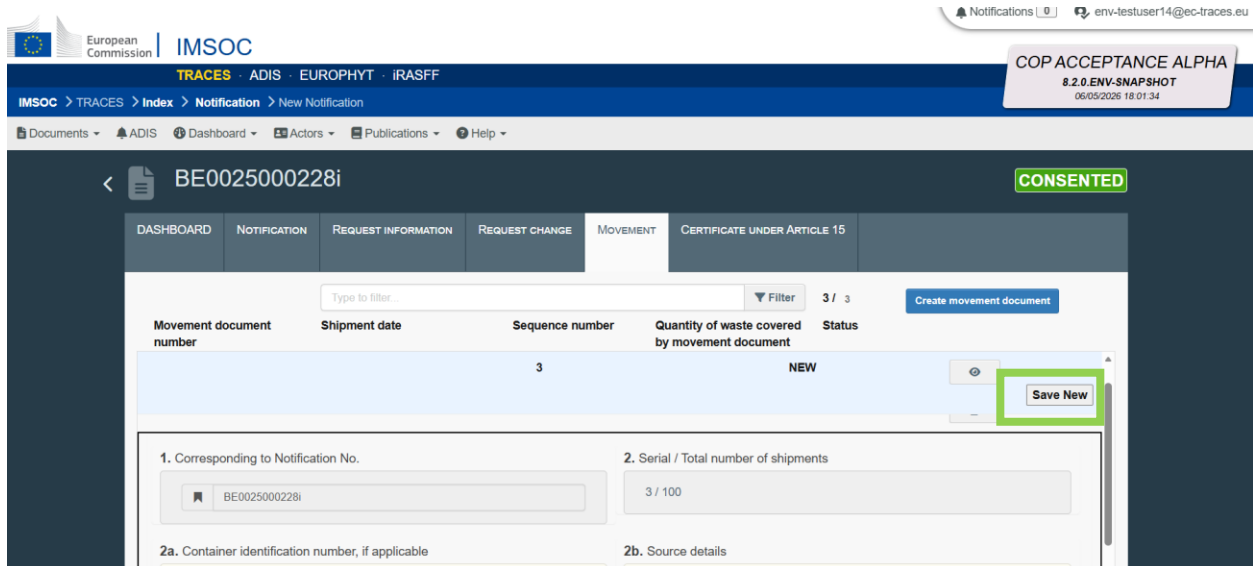 Notifications 0 env-testuser14@ec-traces.eu
European
Commission
IMSOC
COP ACCEPTANCE ALPHA
8.2.0.ENV-SNAPSHOT
06/05/2026 18:01:34
TRACES · ADIS · EUROPHYT · iRASFF
IMSOC > TRACES > Index > Notification > New Notification
Documents ADIS Dashboard Actors Publications Help
BE0025000228i
CONSENTED
DASHBOARD NOTIFICATION REQUEST INFORMATION REQUEST CHANGE MOVEMENT CERTIFICATE UNDER ARTICLE 15
Type to filter... Filter 3 / 3 Create movement document
Movement document number Shipment date Sequence number Quantity of waste covered by movement document Status
3 NEW
Save New
1. Corresponding to Notification No. 2. Serial / Total number of shipments
BE0025000228i 3 / 100
2a. Container identification number, if applicable 2b. Source details